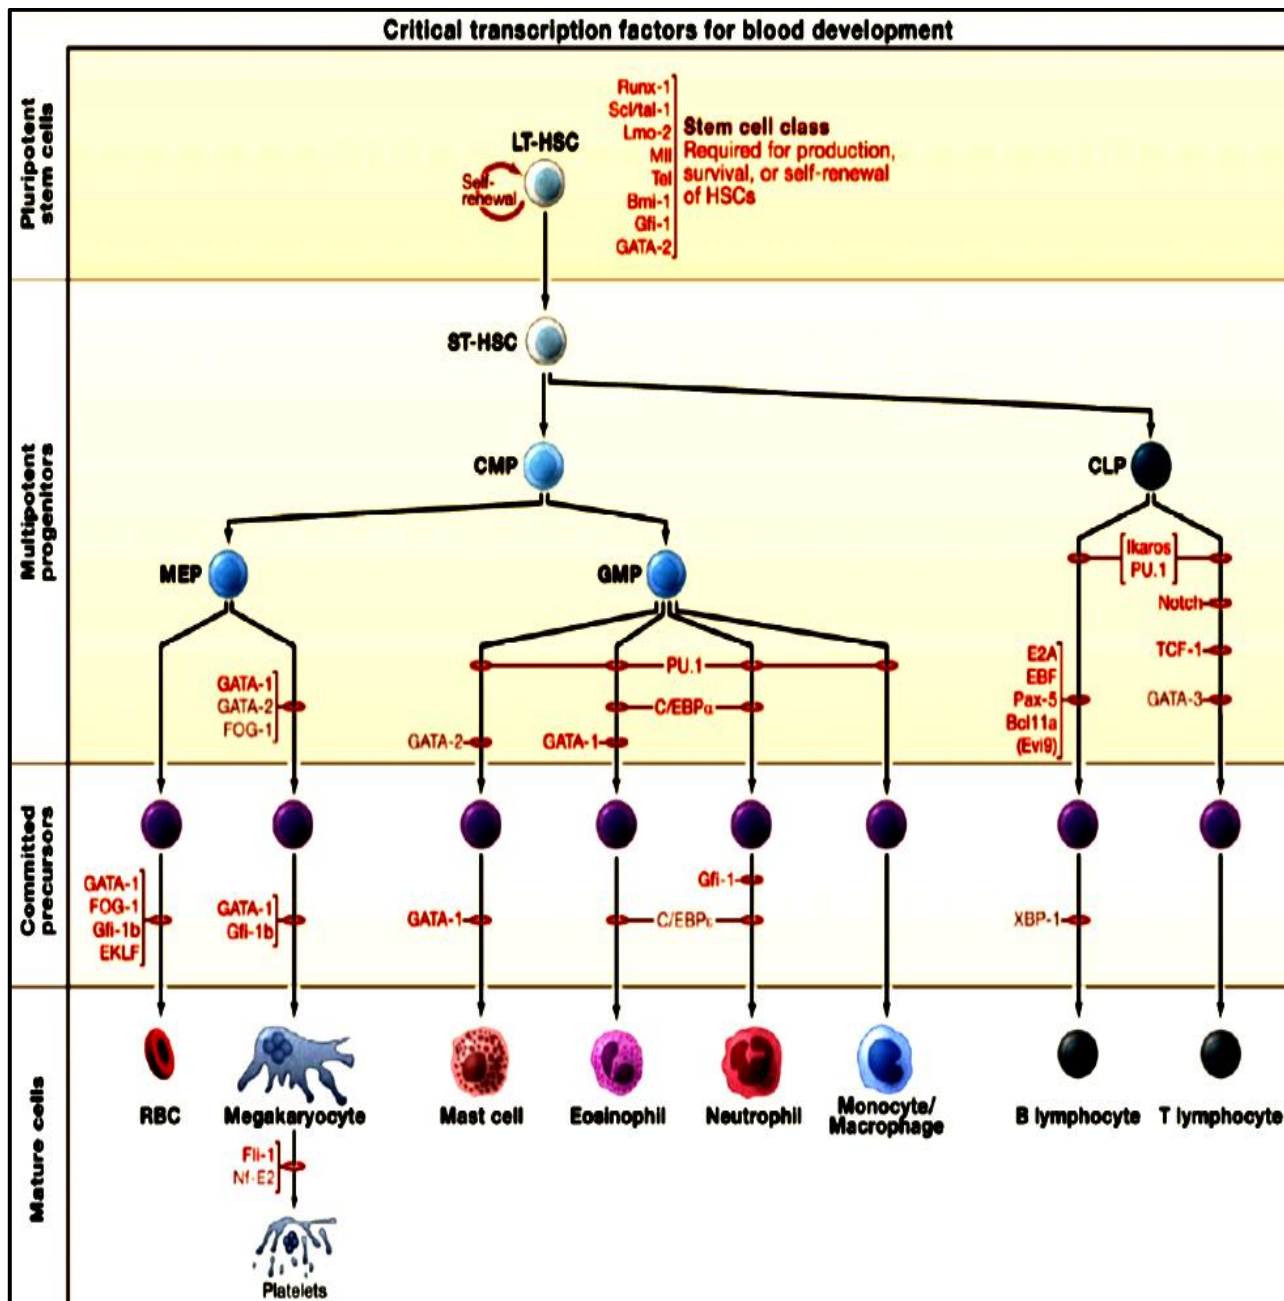 Critical transcription factors for blood development
Pluripotent
stem cells
LT-HSC
Self-
renewal
Runx-1
Scl/tal-1
Lmo-2
Mll
Tel
Bmi-1
Gfi-1
GATA-2
Stem cell class
Required for production,
survival, or self-renewal
of HSCs
Multipotent
progenitors
ST-HSC
CMP
CLP
MEP
GMP
Ikaros
PU.1
Notch
TCF-1
GATA-3
E2A
EBF
Pax-5
Bcl11a
(Evi9)
GATA-1
GATA-2
FOG-1
PU.1
C/EBPα
GATA-2
GATA-1
Committed
precursors
GATA-1
FOG-1
Gfi-1b
EKLF
GATA-1
Gfi-1b
GATA-1
Gfi-1
C/EBPε
XBP-1
Mature cells
RBC
Megakaryocyte
Mast cell
Eosinophil
Neutrophil
Monocyte/
Macrophage
B lymphocyte
T lymphocyte
Fli-1
Nf-E2
Platelets